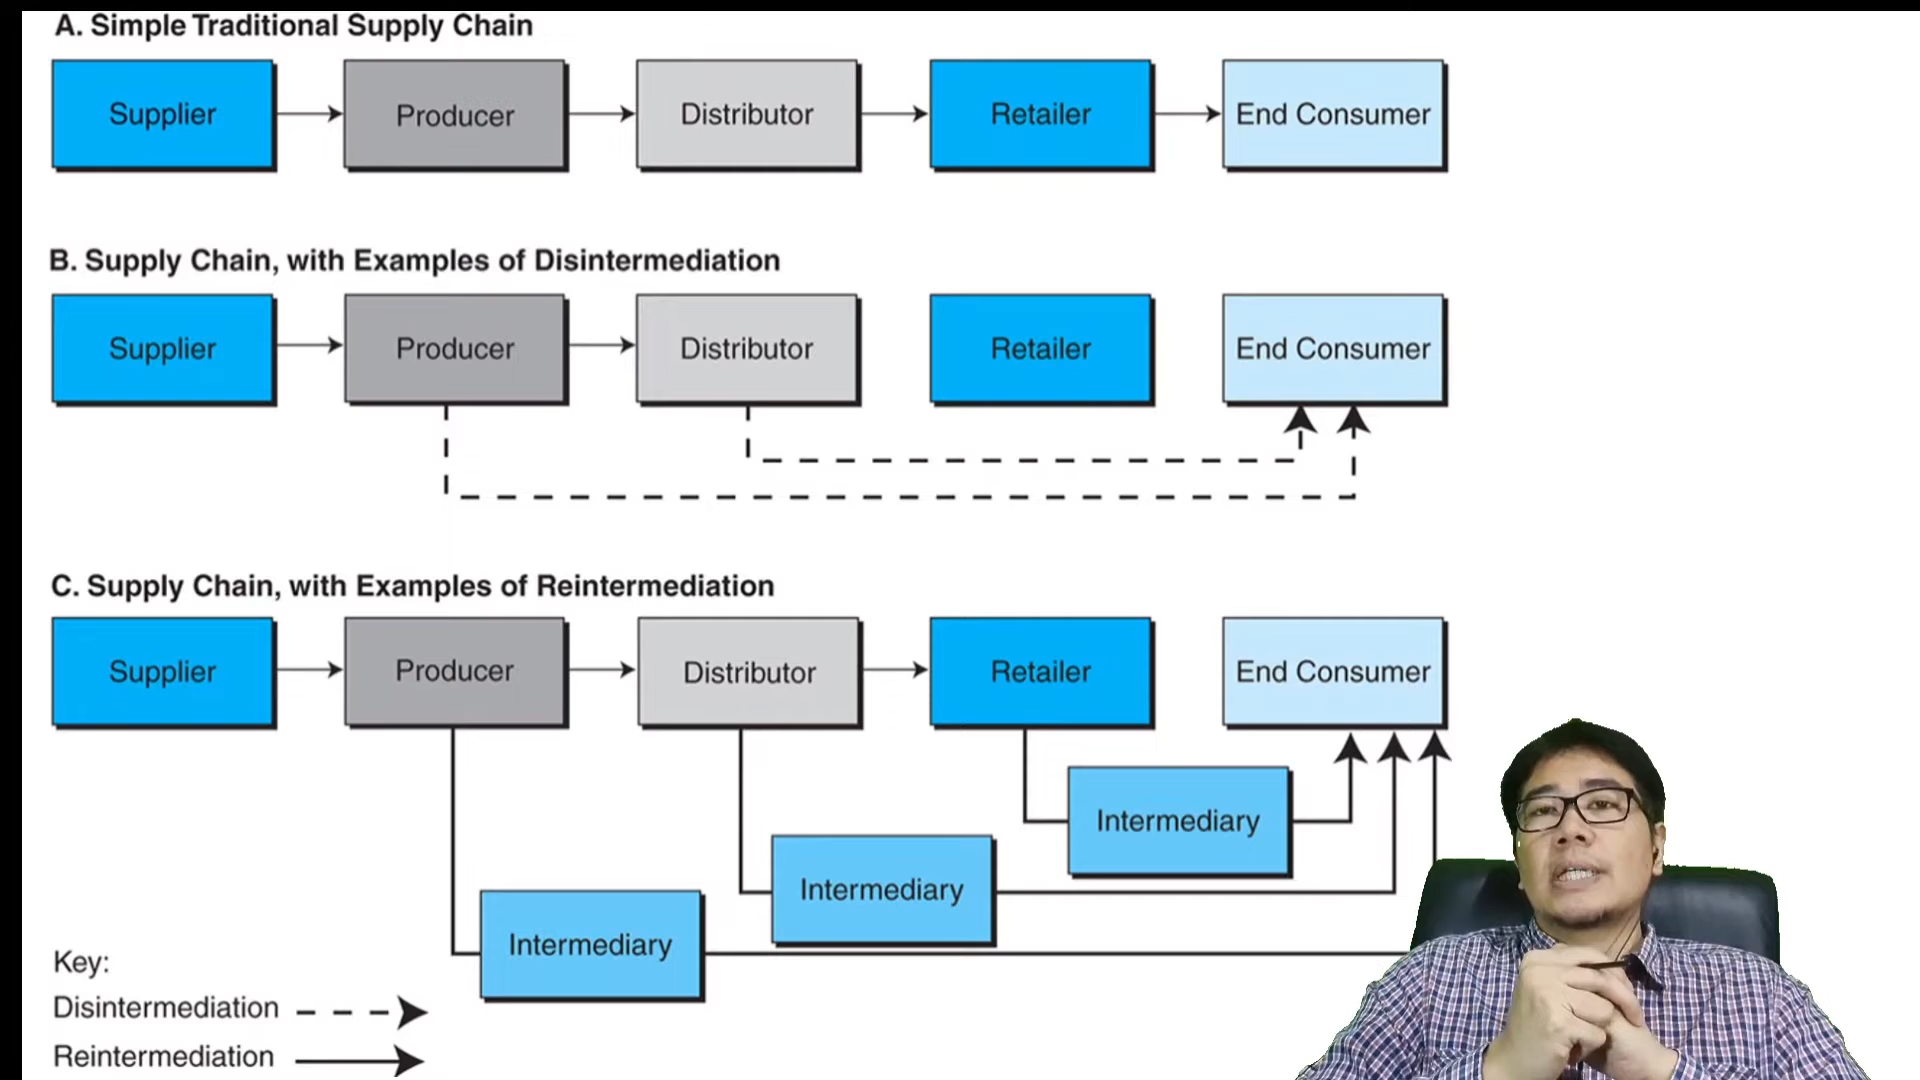 A. Simple Traditional Supply Chain
Supplier
Producer
Distributor
Retailer
End Consumer
B. Supply Chain, with Examples of Disintermediation
Supplier
Producer
Distributor
Retailer
End Consumer
C. Supply Chain, with Examples of Reintermediation
Supplier
Producer
Distributor
Retailer
End Consumer
Intermediary
Intermediary
Intermediary
Key:
Disintermediation
Reintermediation